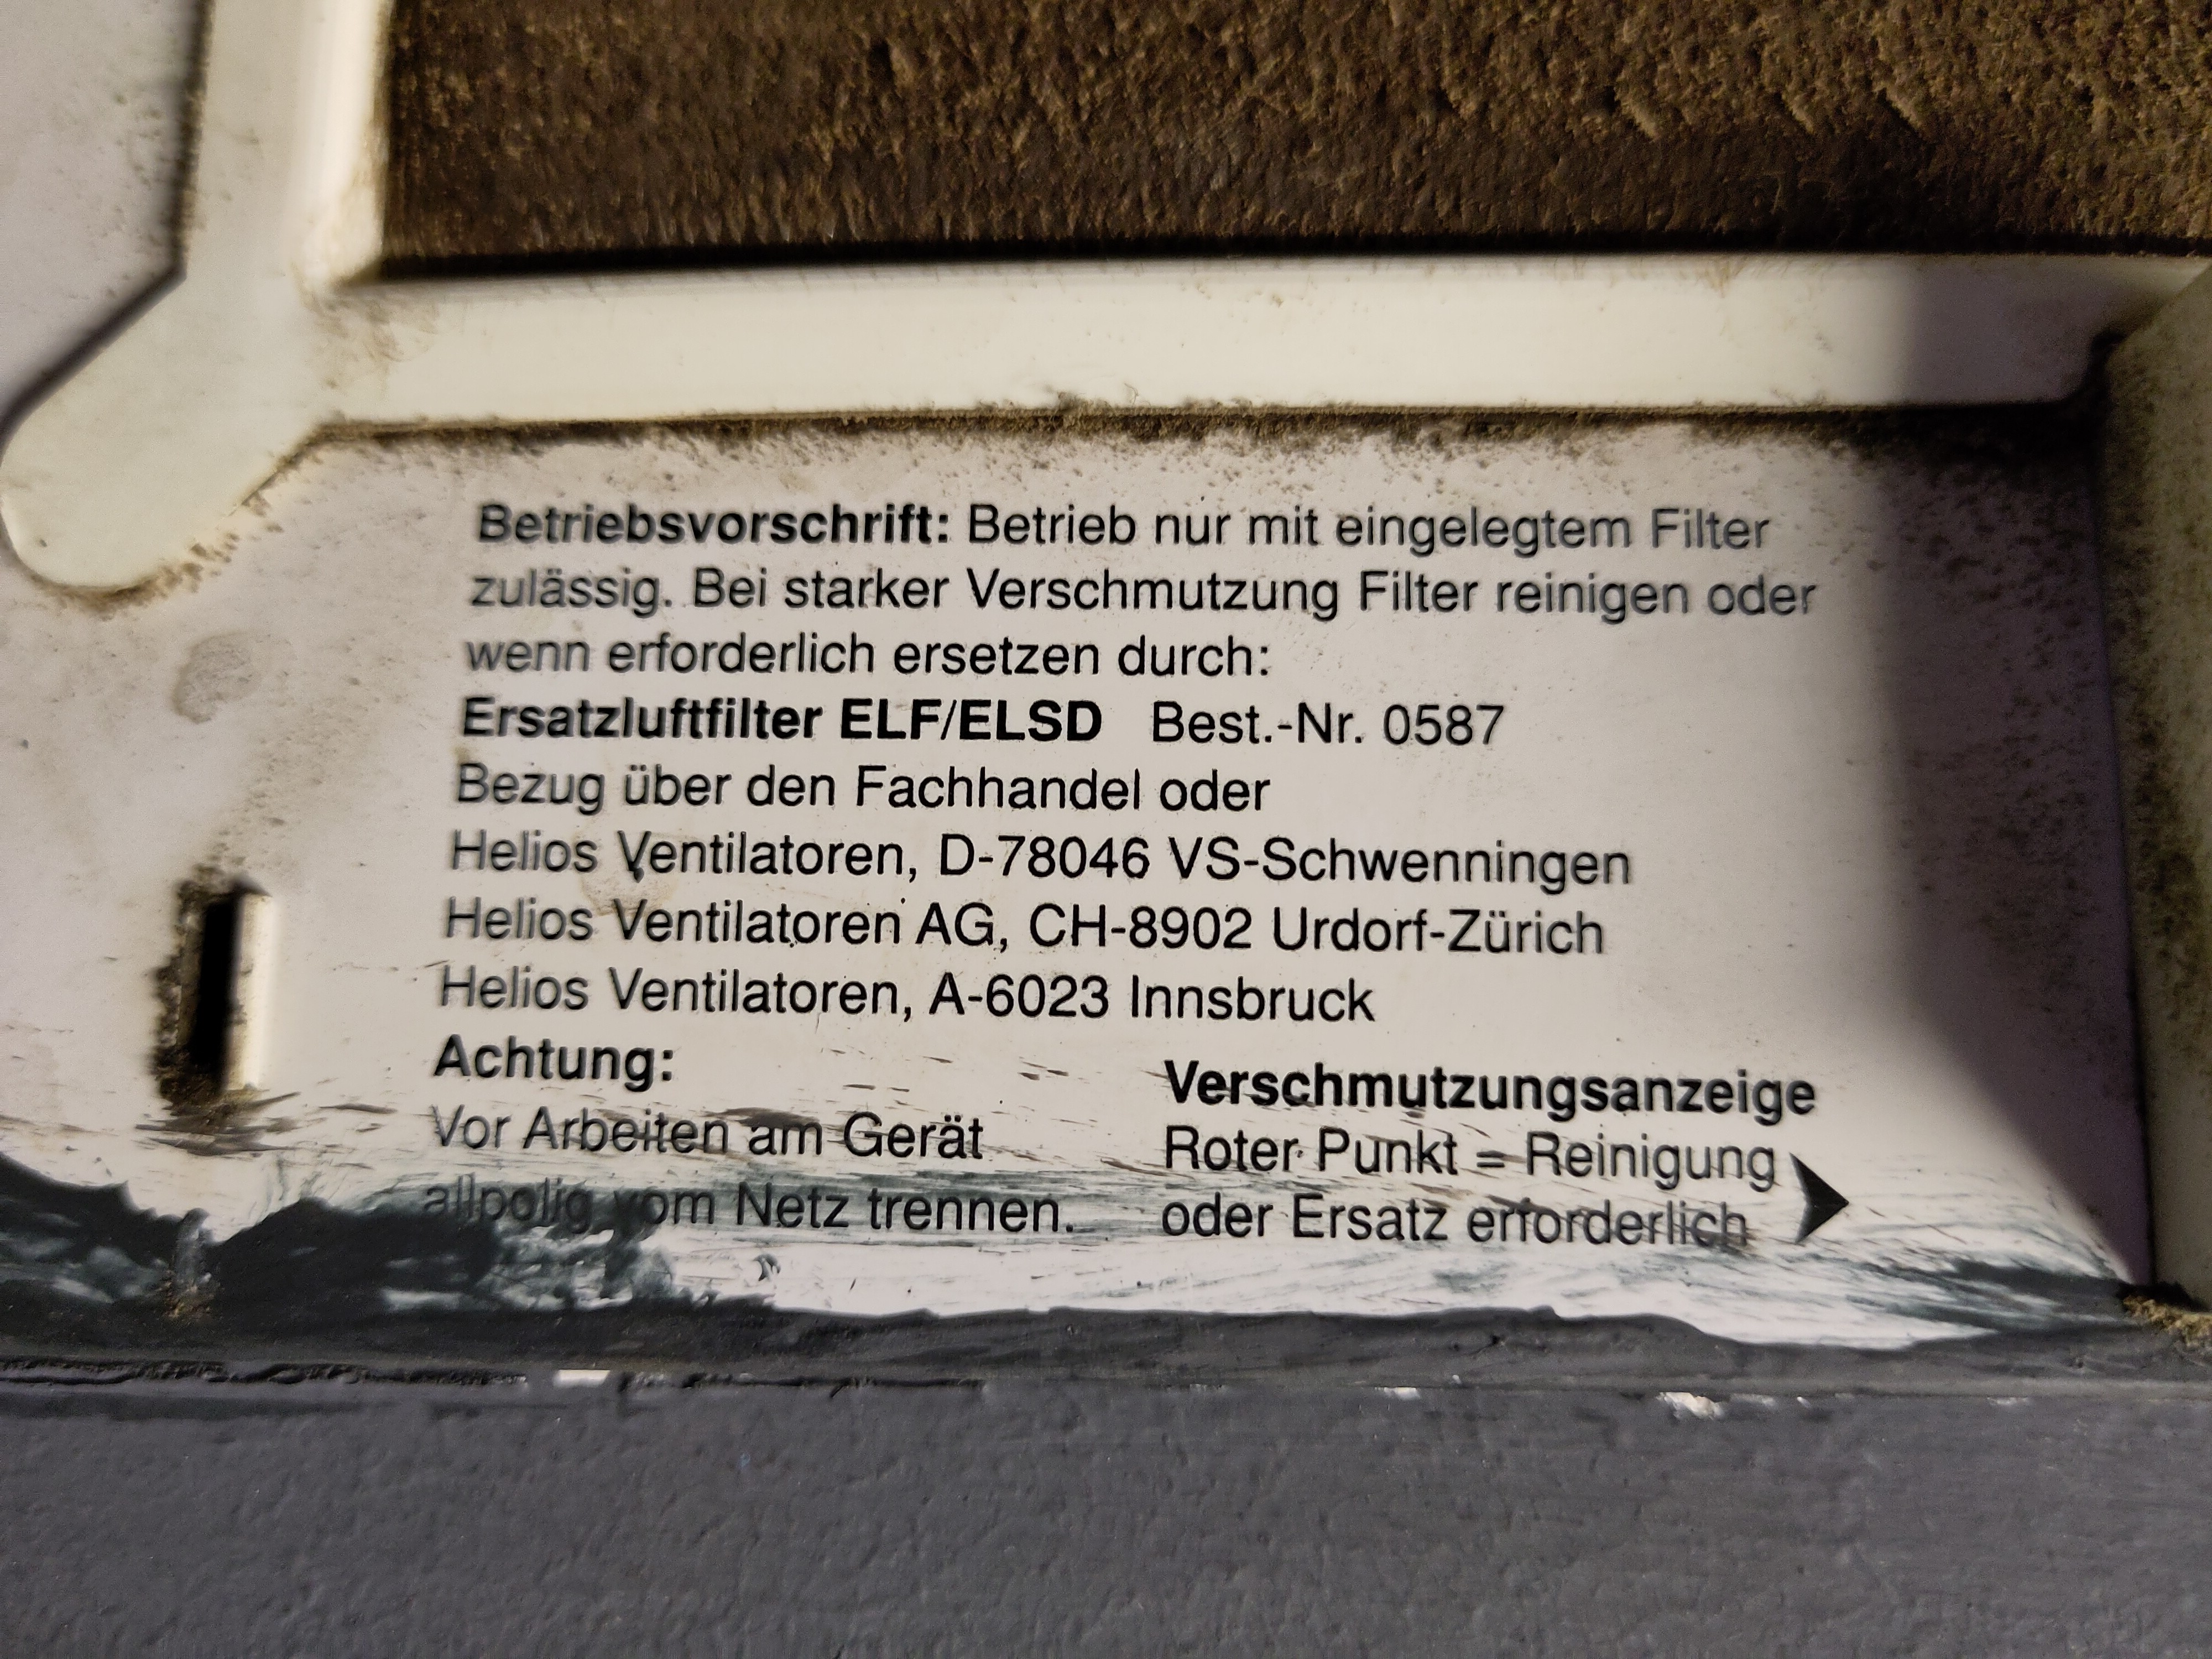 Betriebsvorschrift: Betrieb nur mit eingelegtem Filter
zulässig. Bei starker Verschmutzung Filter reinigen oder
wenn erforderlich ersetzen durch:
Ersatzluftfilter ELF/ELSD Best.-Nr. 0587
Bezug über den Fachhandel oder
Helios Ventilatoren, D-78046 VS-Schwenningen
Helios Ventilatoren AG, CH-8902 Urdorf-Zürich
Helios Ventilatoren, A-6023 Innsbruck
Achtung:
Vor Arbeiten am Gerät
allpolig vom Netz trennen.
Verschmutzungsanzeige
Roter Punkt = Reinigung
oder Ersatz erforderlich